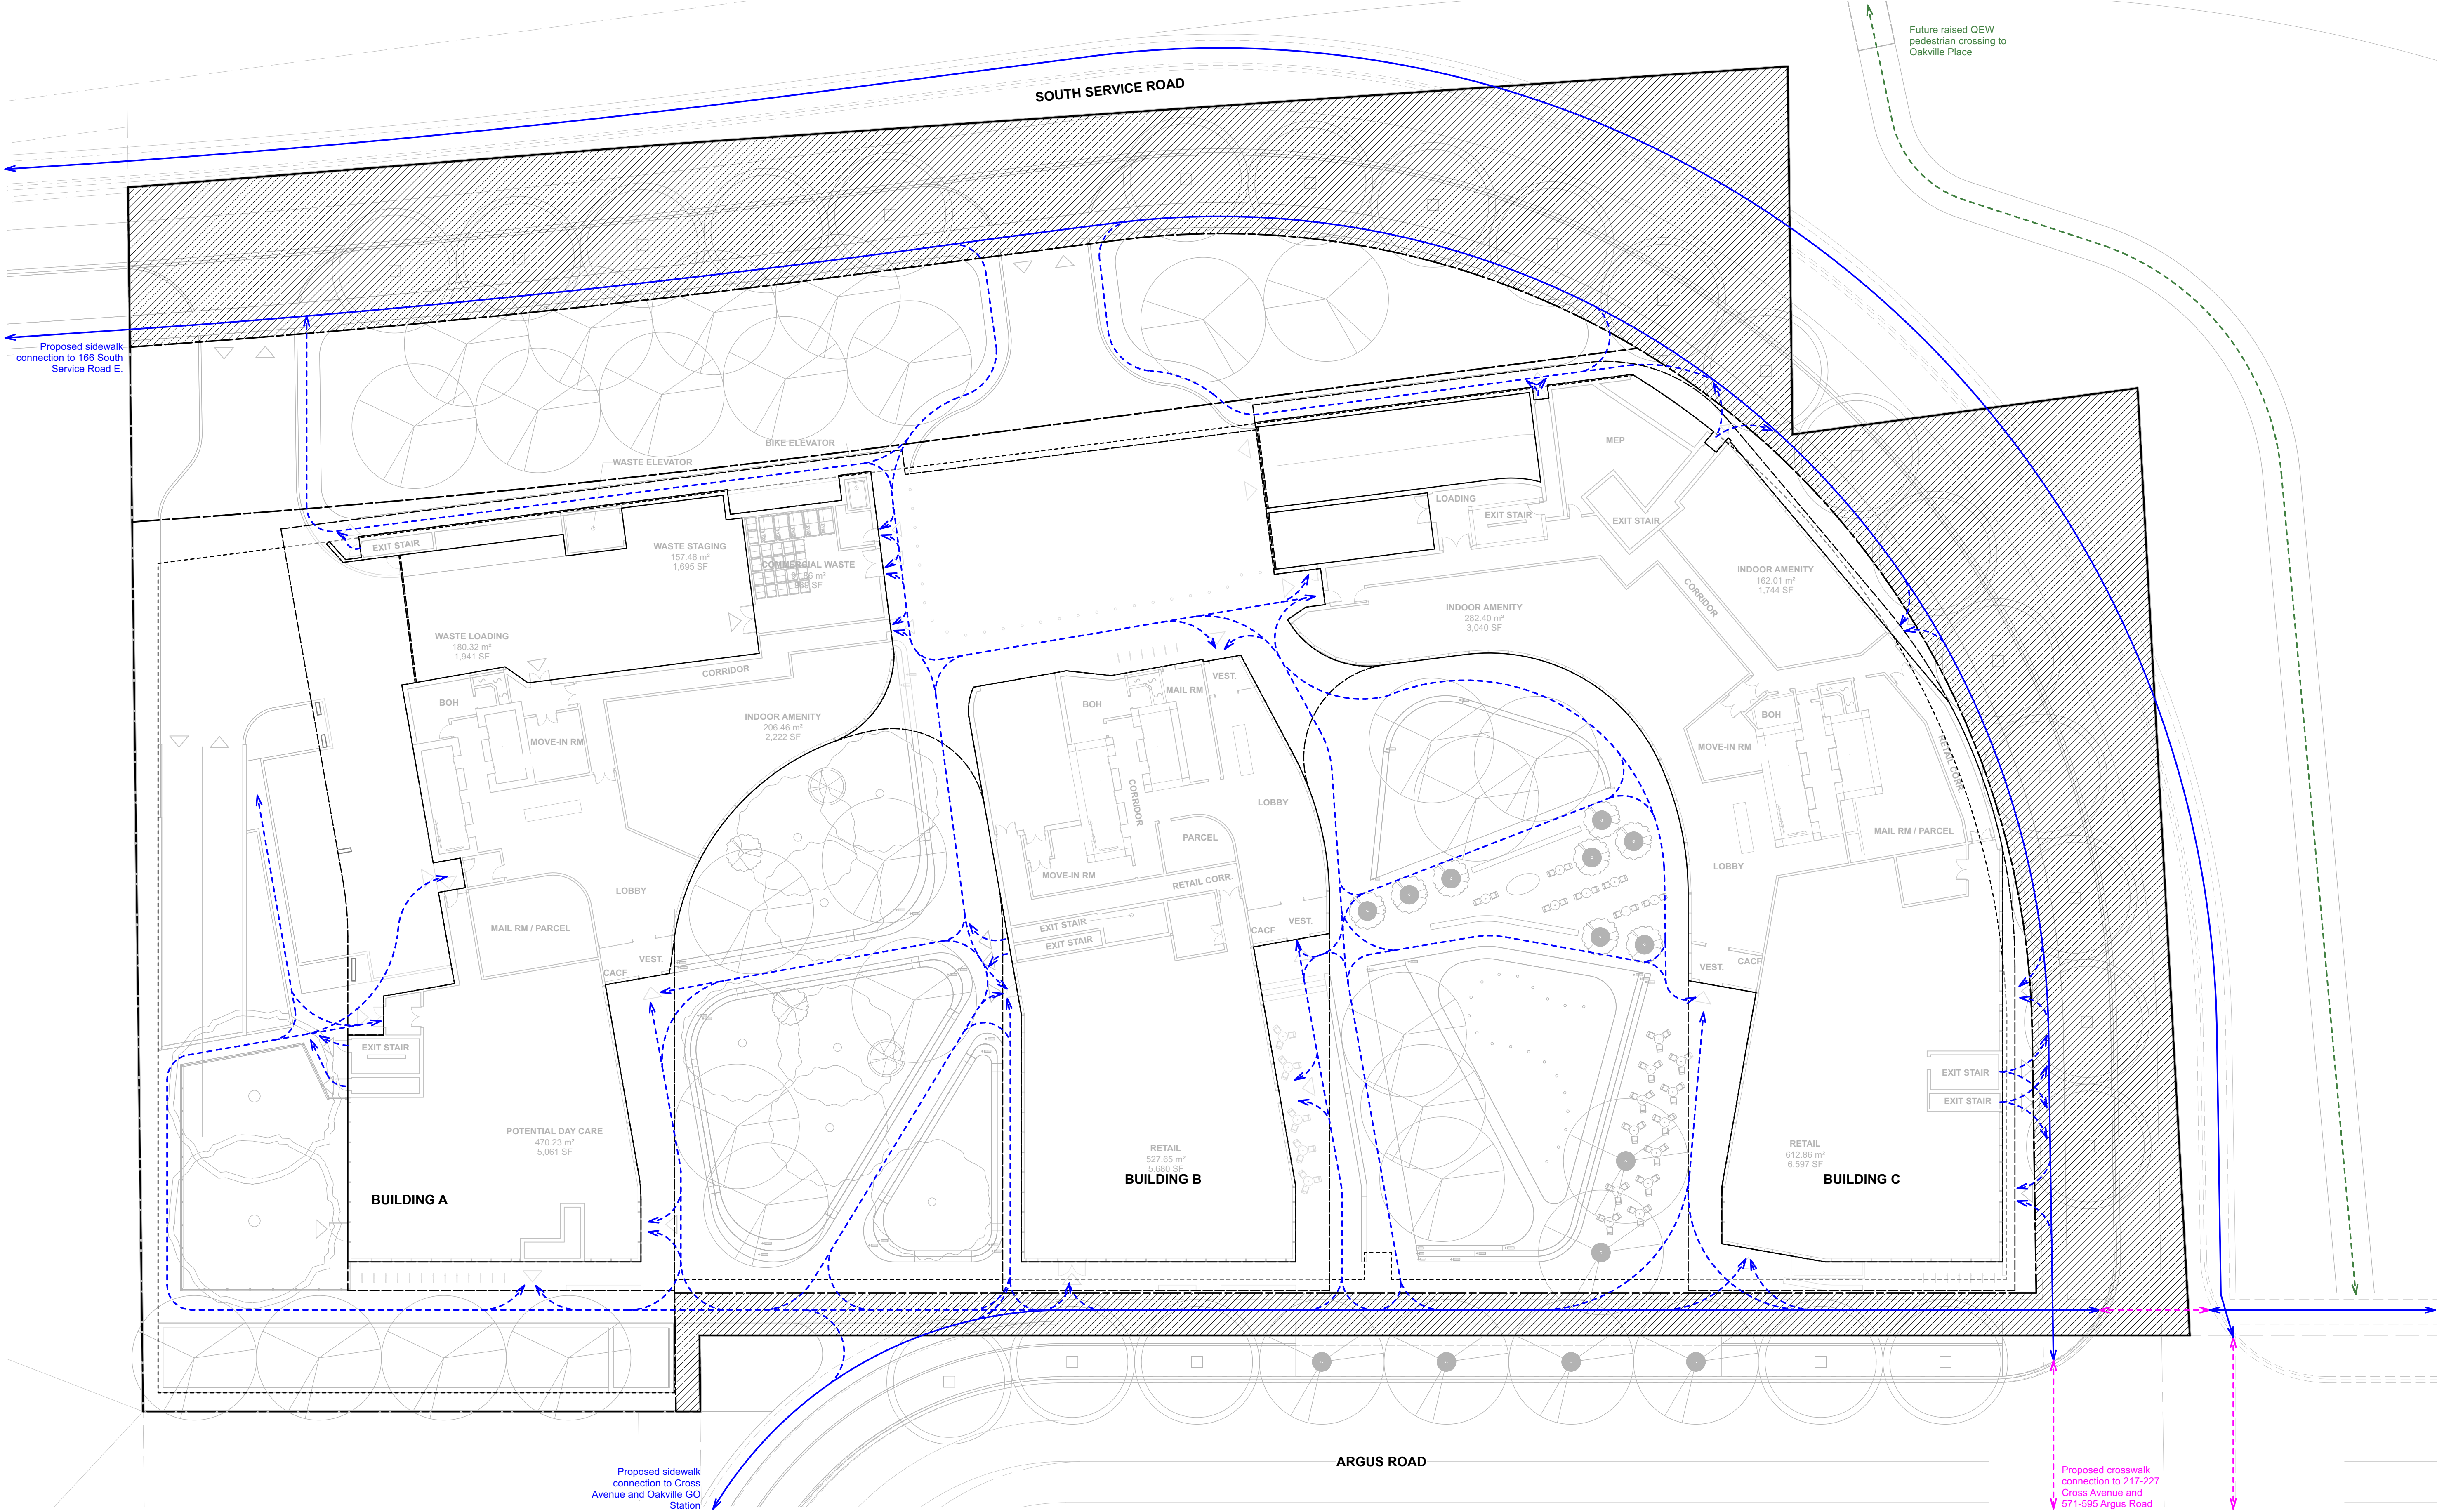 Future raised QEW
pedestrian crossing to
Oakville Place
SOUTH SERVICE ROAD
Proposed sidewalk
connection to 166 South
Service Road E.
BIKE ELEVATOR
WASTE ELEVATOR
EXIT STAIR
WASTE STAGING
157.46 m²
1,695 SF
COMMERCIAL WASTE
WASTE LOADING
180.32 m²
1,941 SF
CORRIDOR
BOH
MOVE-IN RM
INDOOR AMENITY
206.46 m²
2,222 SF
LOBBY
MAIL RM / PARCEL
VEST.
CACF
EXIT STAIR
POTENTIAL DAY CARE
470.23 m²
5,061 SF
BUILDING A
VEST.
MAIL RM
BOH
CORRIDOR
LOBBY
PARCEL
MOVE-IN RM
RETAIL CORR.
EXIT STAIR
EXIT STAIR
VEST.
CACF
RETAIL
527.65 m²
5,680 SF
BUILDING B
MEP
LOADING
EXIT STAIR
EXIT STAIR
INDOOR AMENITY
162.01 m²
1,744 SF
CORRIDOR
INDOOR AMENITY
282.40 m²
3,040 SF
BOH
MOVE-IN RM
RETAIL CORR.
MAIL RM / PARCEL
LOBBY
VEST.
CACF
EXIT STAIR
EXIT STAIR
RETAIL
612.86 m²
6,597 SF
BUILDING C
Proposed sidewalk
connection to Cross
Avenue and Oakville GO
Station
ARGUS ROAD
Proposed crosswalk
connection to 217-227
Cross Avenue and
571-595 Argus Road